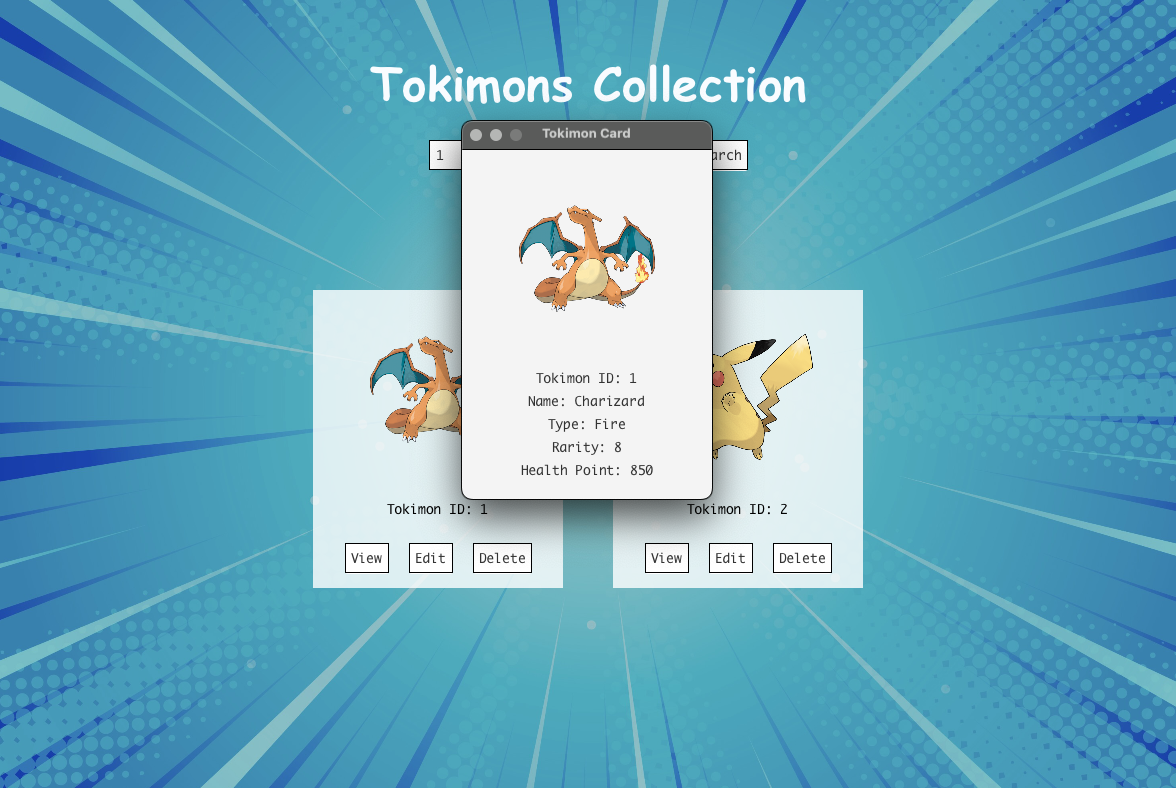 Tokimons Collection
Tokimon Card
1
Tokimon ID: 1
Name: Charizard
Type: Fire
Rarity: 8
Health Point: 850
Tokimon ID: 1
Tokimon ID: 2
View Edit Delete
View Edit Delete